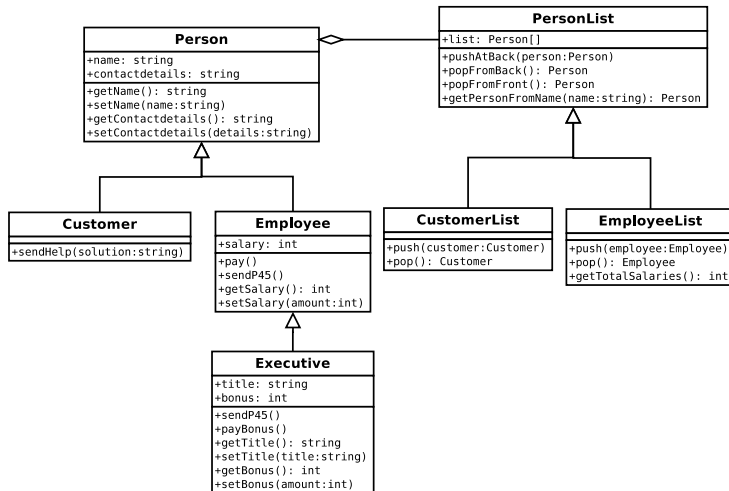 Person
+name: string
+contactdetails: string
+getName(): string
+setName(name:string)
+getContactdetails(): string
+setContactdetails(details:string)
PersonList
+list: Person[]
+pushAtBack(person:Person)
+popFromBack(): Person
+popFromFront(): Person
+getPersonFromName(name:string): Person
Customer
+sendHelp(solution:string)
Employee
+salary: int
+pay()
+sendP45()
+getSalary(): int
+setSalary(amount:int)
CustomerList
+push(customer:Customer)
+pop(): Customer
EmployeeList
+push(employee:Employee)
+pop(): Employee
+getTotalSalaries(): int
Executive
+title: string
+bonus: int
+sendP45()
+payBonus()
+getTitle(): string
+setTitle(title:string)
+getBonus(): int
+setBonus(amount:int)